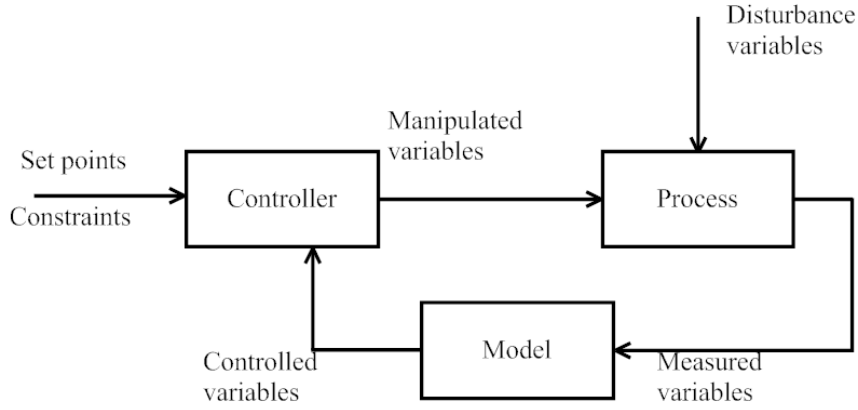 Disturbance
variables
Manipulated
variables
Set points
Constraints
Controller
Process
Model
Controlled
variables
Measured
variables